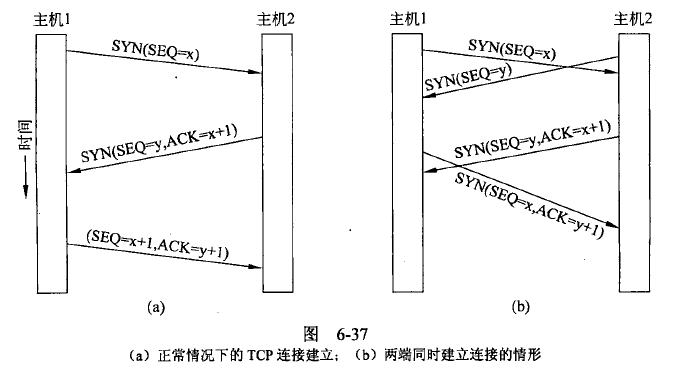 主机1
主机2
SYN(SEQ=x)
SYN(SEQ=y,ACK=x+1)
(SEQ=x+1,ACK=y+1)
时间
(a)
主机1
主机2
SYN(SEQ=x)
SYN(SEQ=y)
SYN(SEQ=y,ACK=x+1)
SYN(SEQ=x,ACK=y+1)
(b)
图 6-37
(a)正常情况下的TCP连接建立；(b)两端同时建立连接的情形